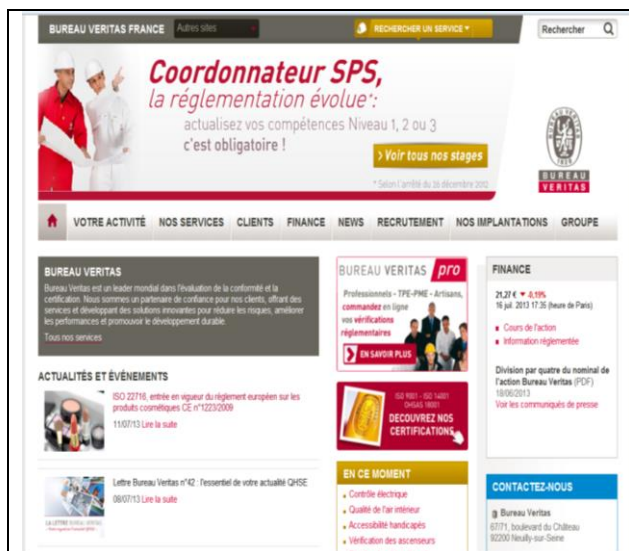 BUREAU VERITAS FRANCE
Autres sites
RECHERCHER UN SERVICE
Rechercher
Coordonnateur SPS,
la réglementation évolue*:
actualisez vos compétences Niveau 1, 2 ou 3
c'est obligatoire !
> Voir tous nos stages
* Selon l'arrêté du 26 décembre 2012
BUREAU
VERITAS
VOTRE ACTIVITÉ NOS SERVICES CLIENTS FINANCE NEWS RECRUTEMENT NOS IMPLANTATIONS GROUPE
BUREAU VERITAS
Bureau Veritas est un leader mondial dans l'évaluation de la conformité et la
certification. Nous sommes un partenaire de confiance pour nos clients, offrant des
services et développant des solutions innovantes pour réduire les risques, améliorer
les performances et promouvoir le développement durable.
Tous nos services
ACTUALITÉS ET ÉVÉNEMENTS
ISO 22716, entrée en vigueur du règlement européen sur les
produits cosmétiques CE n°1223/2009
11/07/13 Lire la suite
Lettre Bureau Veritas n°42 : l'essentiel de votre actualité QHSE
08/07/13 Lire la suite
LA LETTRE BUREAU VERITAS
BUREAU VERITAS pro
Professionnels - TPE-PME - Artisans,
commandez en ligne
vos vérifications
réglementaires
> EN SAVOIR PLUS
ISO 9001 - ISO 14001
OHSAS 18001
DECOUVREZ NOS
CERTIFICATIONS
EN CE MOMENT
Contrôle électrique
Qualité de l'air intérieur
Accessibilité handicapés
Vérification des ascenseurs
FINANCE
21,27 € ▼ -0,19%
16 juil. 2013 17:36 (heure de Paris)
Cours de l'action
Information réglementée
Division par quatre du nominal de
l'action Bureau Veritas (PDF)
18/06/2013
Voir les communiqués de presse
CONTACTEZ-NOUS
Bureau Veritas
67/71, boulevard du Château
92200 Neuilly-sur-Seine